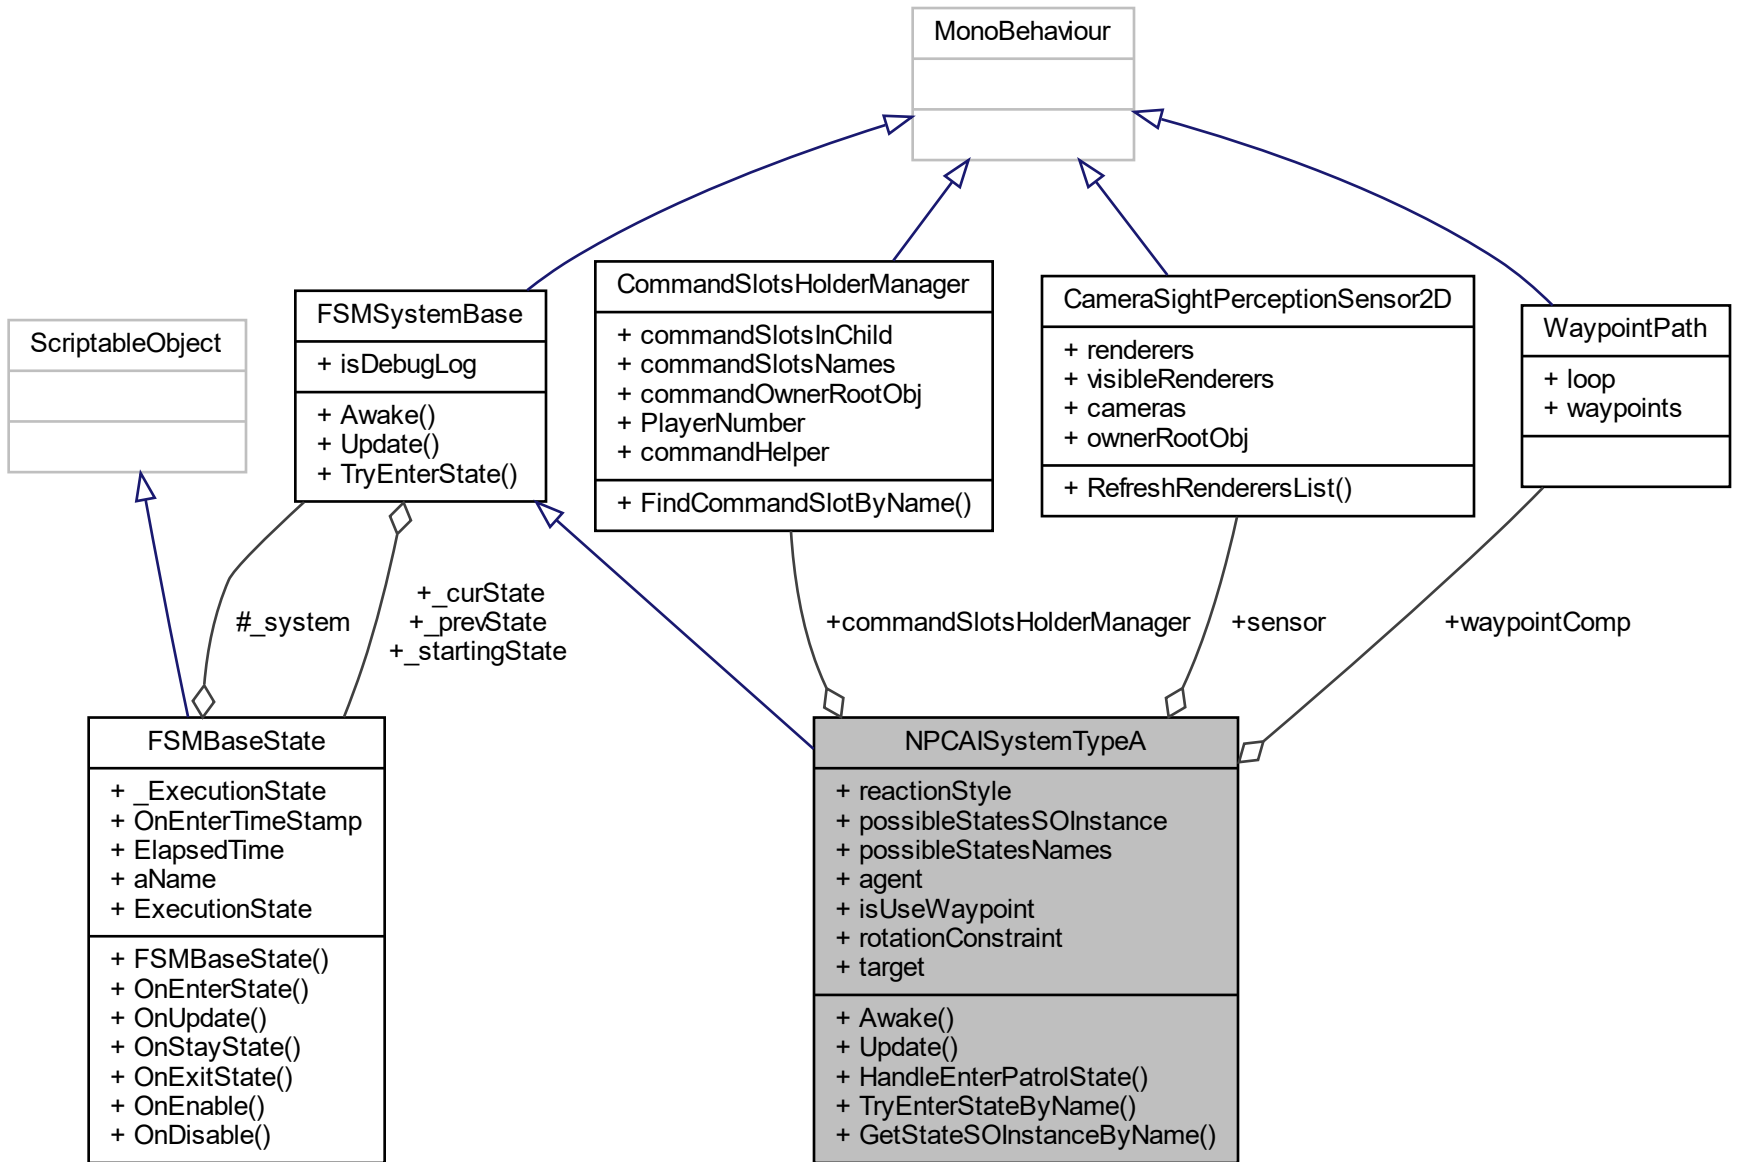 MonoBehaviour
FSMSystemBase
+ isDebugLog
+ Awake()
+ Update()
+ TryEnterState()
CommandSlotsHolderManager
+ commandSlotsInChild
+ commandSlotsNames
+ commandOwnerRootObj
+ PlayerNumber
+ commandHelper
+ FindCommandSlotByName()
CameraSightPerceptionSensor2D
+ renderers
+ visibleRenderers
+ cameras
+ ownerRootObj
+ RefreshRenderersList()
WaypointPath
+ loop
+ waypoints
ScriptableObject
#_system
+_curState
+_prevState
+_startingState
+commandSlotsHolderManager
+sensor
+waypointComp
FSMBaseState
+ _ExecutionState
+ OnEnterTimeStamp
+ ElapsedTime
+ aName
+ ExecutionState
+ FSMBaseState()
+ OnEnterState()
+ OnUpdate()
+ OnStayState()
+ OnExitState()
+ OnEnable()
+ OnDisable()
NPCAISystemTypeA
+ reactionStyle
+ possibleStatesSOInstance
+ possibleStatesNames
+ agent
+ isUseWaypoint
+ rotationConstraint
+ target
+ Awake()
+ Update()
+ HandleEnterPatrolState()
+ TryEnterStateByName()
+ GetStateSOInstanceByName()